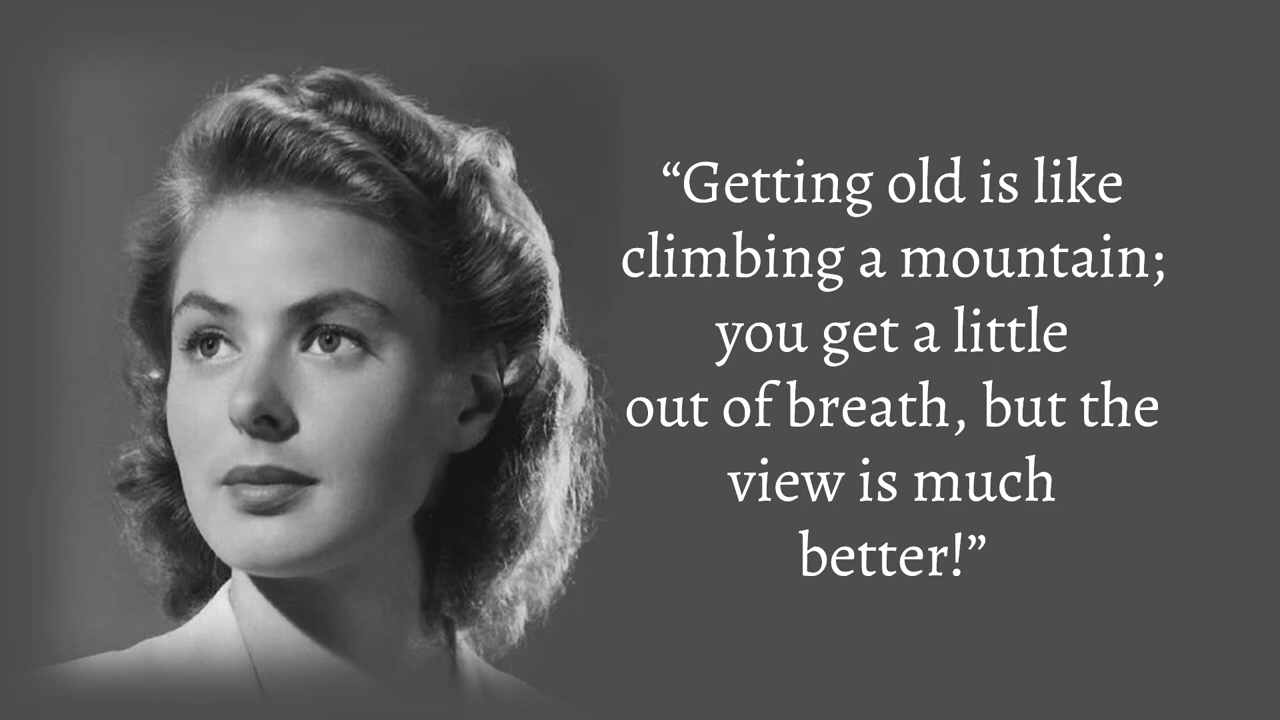 “Getting old is like
climbing a mountain;
you get a little
out of breath, but the
view is much
better!”